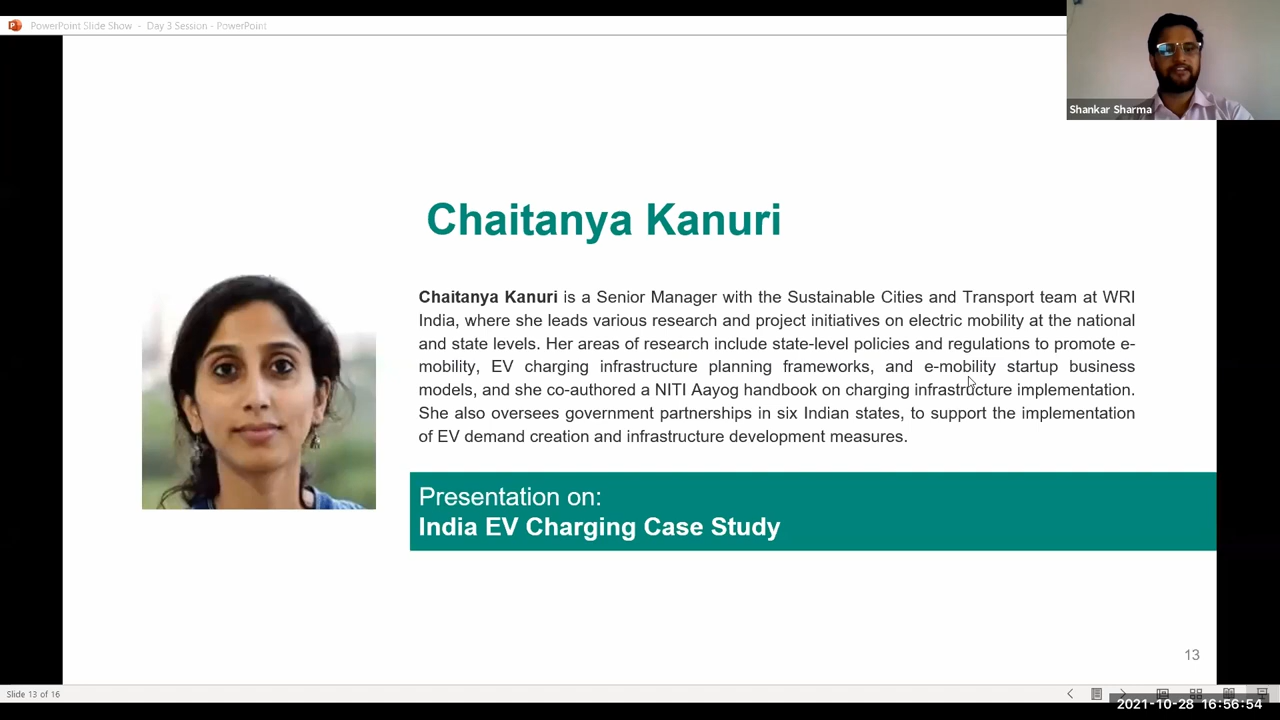 PowerPoint Slide Show - Day 3 Session - PowerPoint
Shankar Sharma
Chaitanya Kanuri
Chaitanya Kanuri is a Senior Manager with the Sustainable Cities and Transport team at WRI
India, where she leads various research and project initiatives on electric mobility at the national
and state levels. Her areas of research include state-level policies and regulations to promote e-
mobility, EV charging infrastructure planning frameworks, and e-mobility startup business
models, and she co-authored a NITI Aayog handbook on charging infrastructure implementation.
She also oversees government partnerships in six Indian states, to support the implementation
of EV demand creation and infrastructure development measures.
Presentation on:
India EV Charging Case Study
13
Slide 13 of 16
2021-10-28 16:56:54